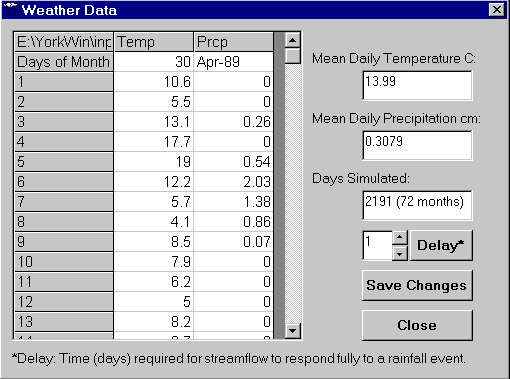 Weather Data
E:\YorkWin\inp Temp Prcp
Days of Month 30 Apr-89
1 10.6 0
2 5.5 0
3 13.1 0.26
4 17.7 0
5 19 0.54
6 12.2 2.03
7 5.7 1.38
8 4.1 0.86
9 8.5 0.07
10 7.9 0
11 6.2 0
12 5 0
13 8.2 0
Mean Daily Temperature C:
13.99
Mean Daily Precipitation cm:
0.3079
Days Simulated:
2191 (72 months)
1 Delay*
Save Changes
Close
*Delay: Time (days) required for streamflow to respond fully to a rainfall event.